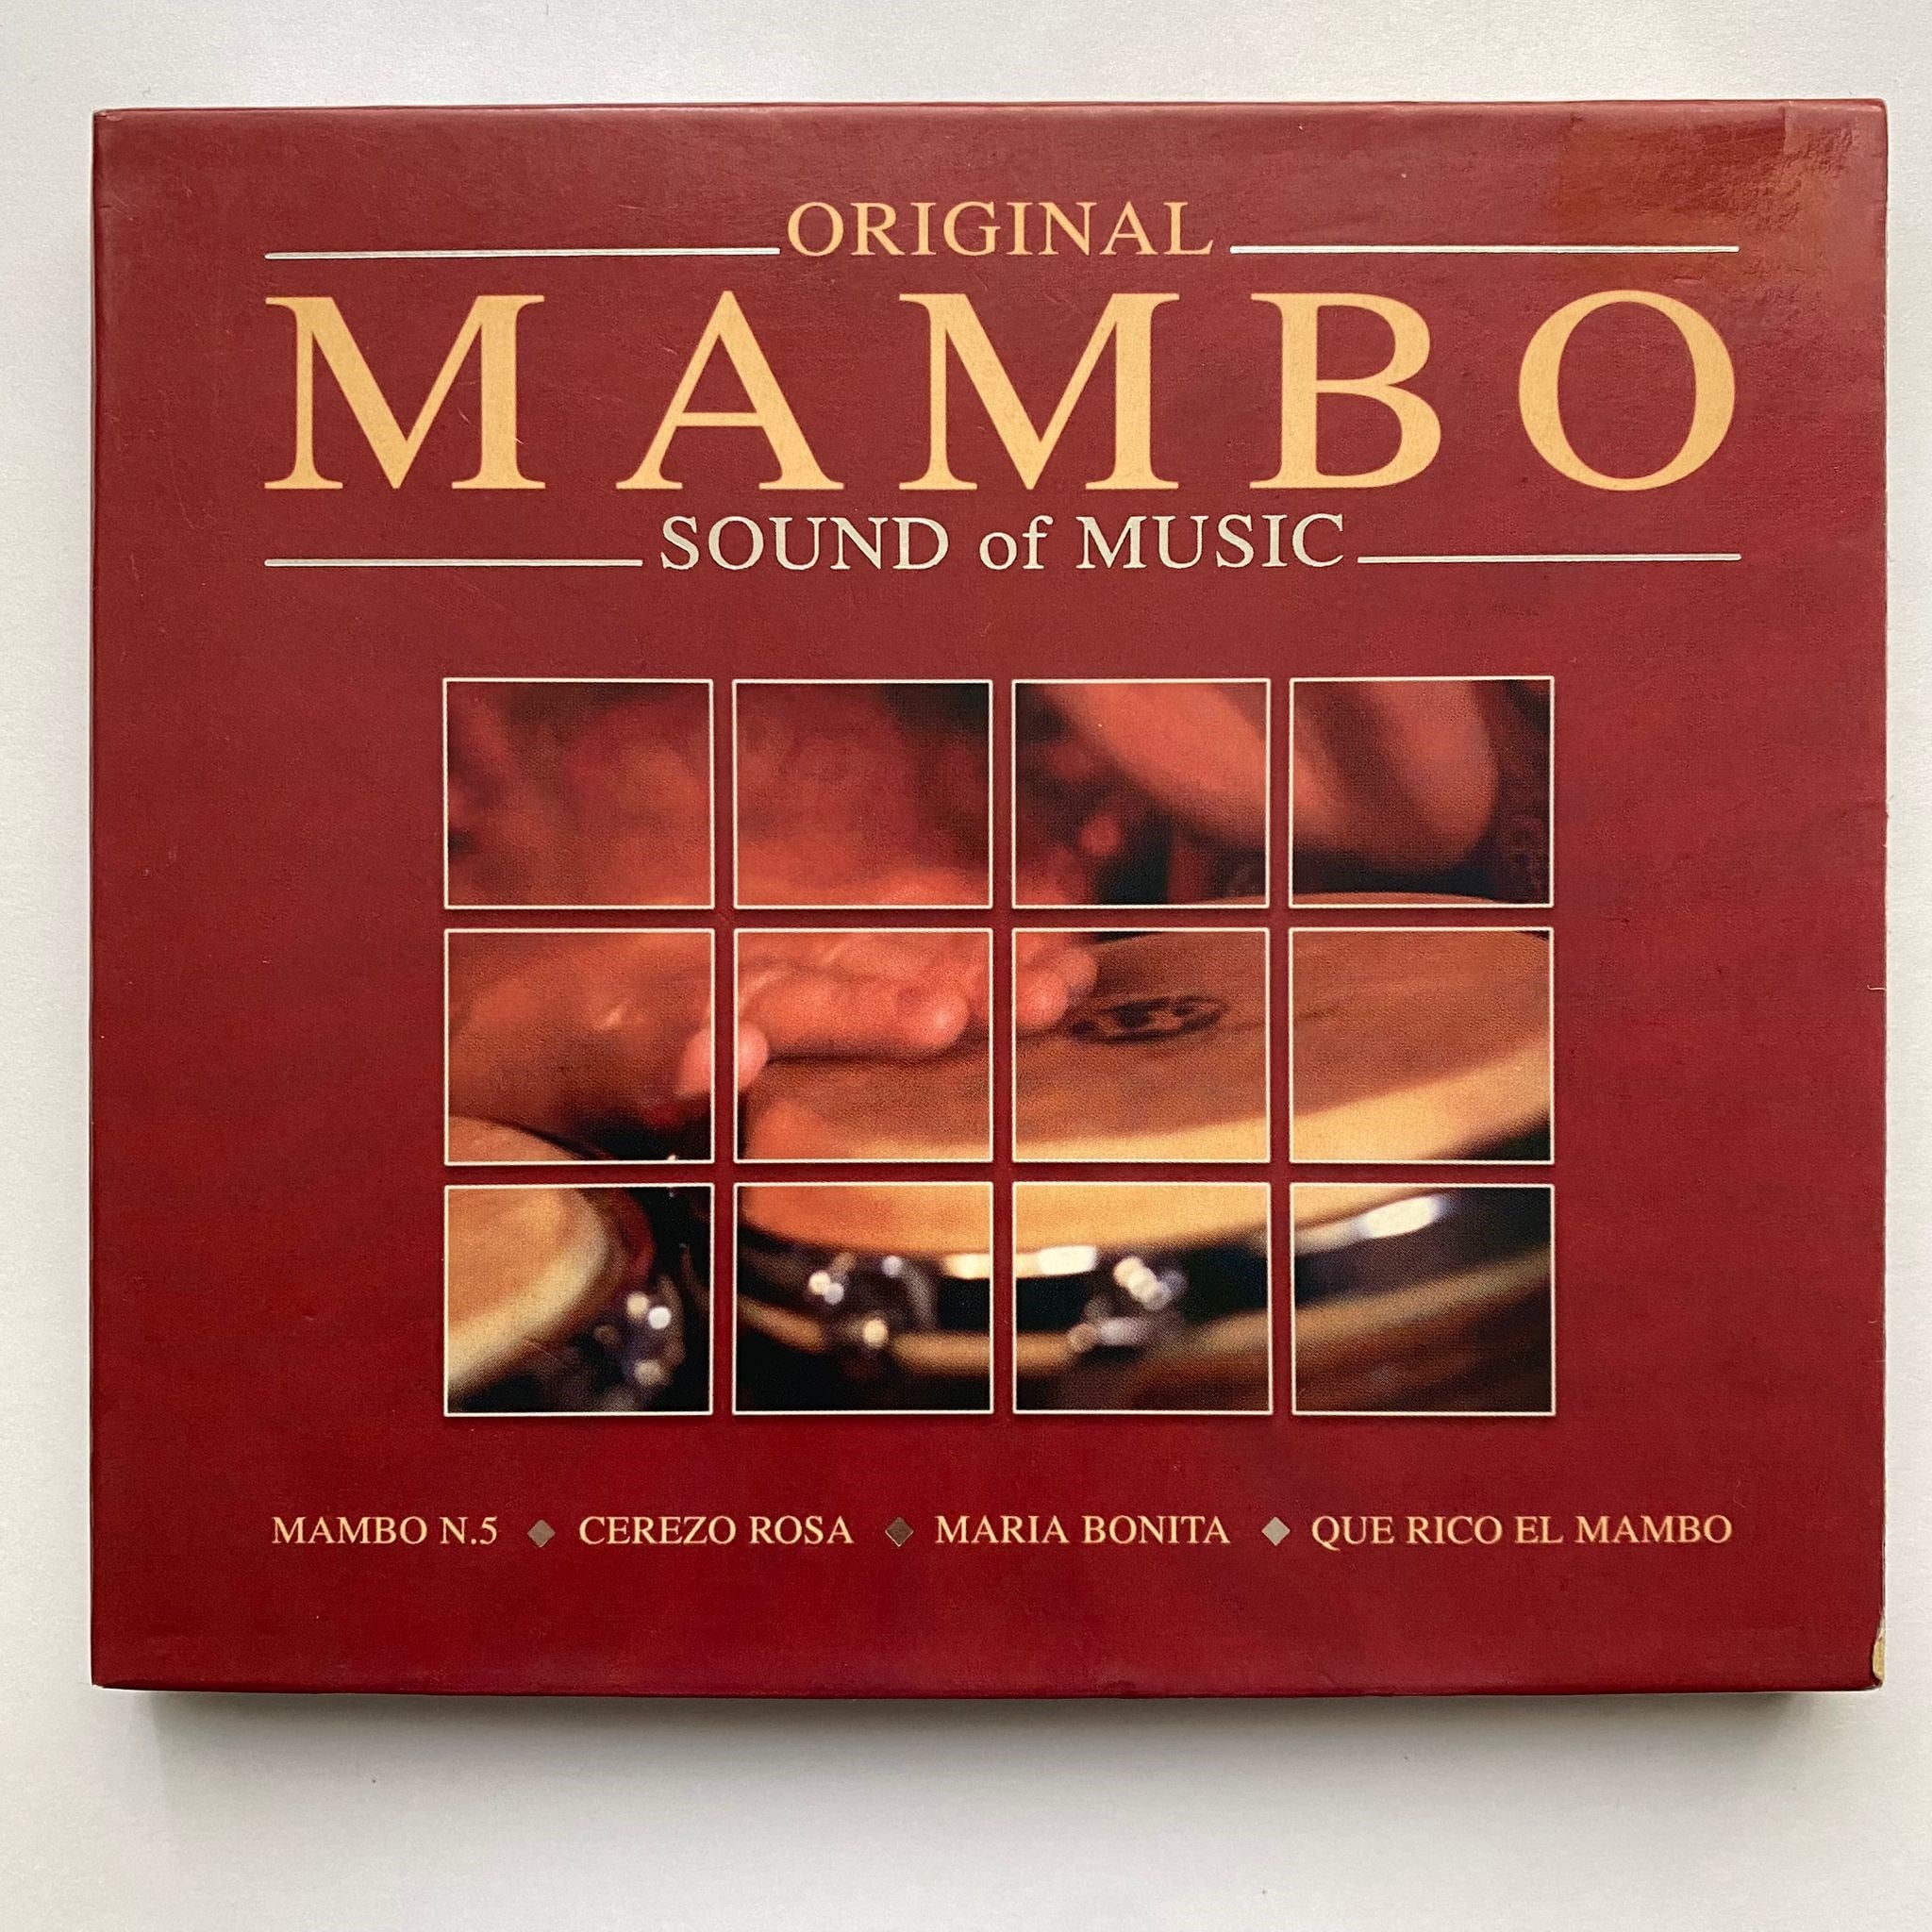 ORIGINAL
MAMBO
SOUND of MUSIC
MAMBO N.5 ◆ CEREZO ROSA ◆ MARIA BONITA ◆ QUE RICO EL MAMBO